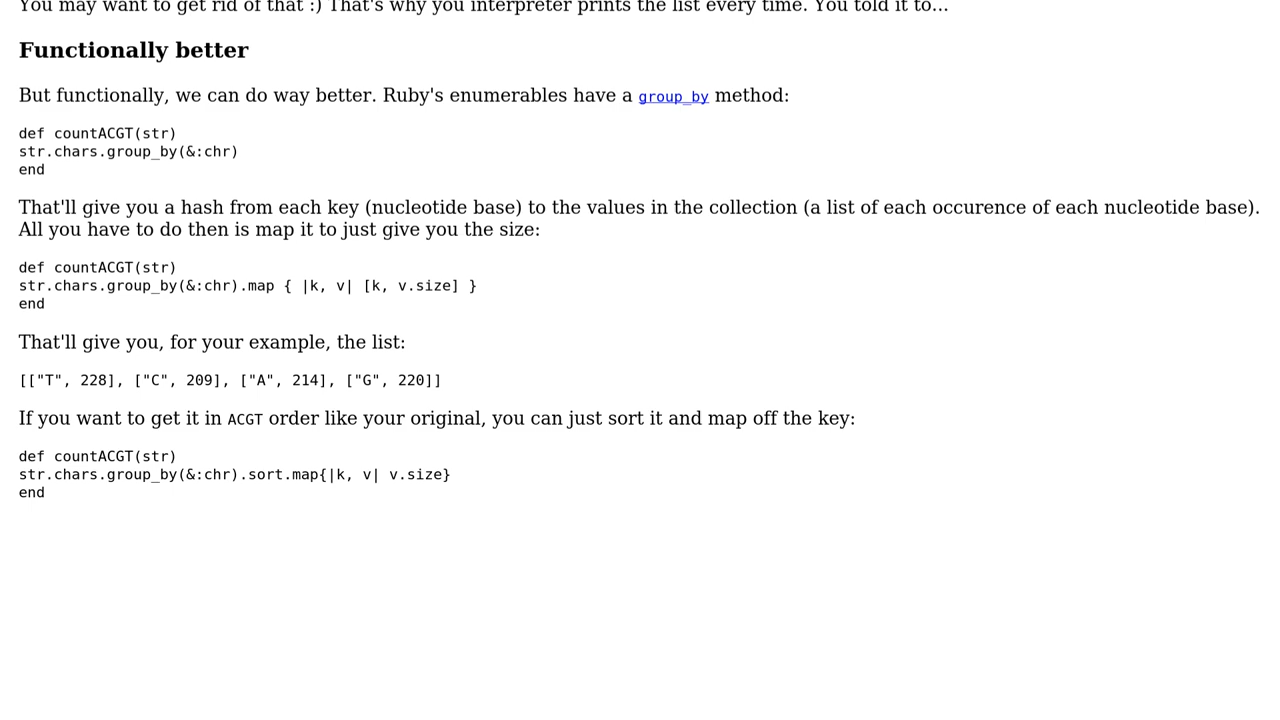 You may want to get rid of that :) That's why you interpreter prints the list every time. You told it to...
Functionally better
But functionally, we can do way better. Ruby's enumerables have a group_by method:
def countACGT(str)
str.chars.group_by(&:chr)
end
That'll give you a hash from each key (nucleotide base) to the values in the collection (a list of each occurence of each nucleotide base).
All you have to do then is map it to just give you the size:
def countACGT(str)
str.chars.group_by(&:chr).map { |k, v| [k, v.size] }
end
That'll give you, for your example, the list:
[["T", 228], ["C", 209], ["A", 214], ["G", 220]]
If you want to get it in ACGT order like your original, you can just sort it and map off the key:
def countACGT(str)
str.chars.group_by(&:chr).sort.map{|k, v| v.size}
end